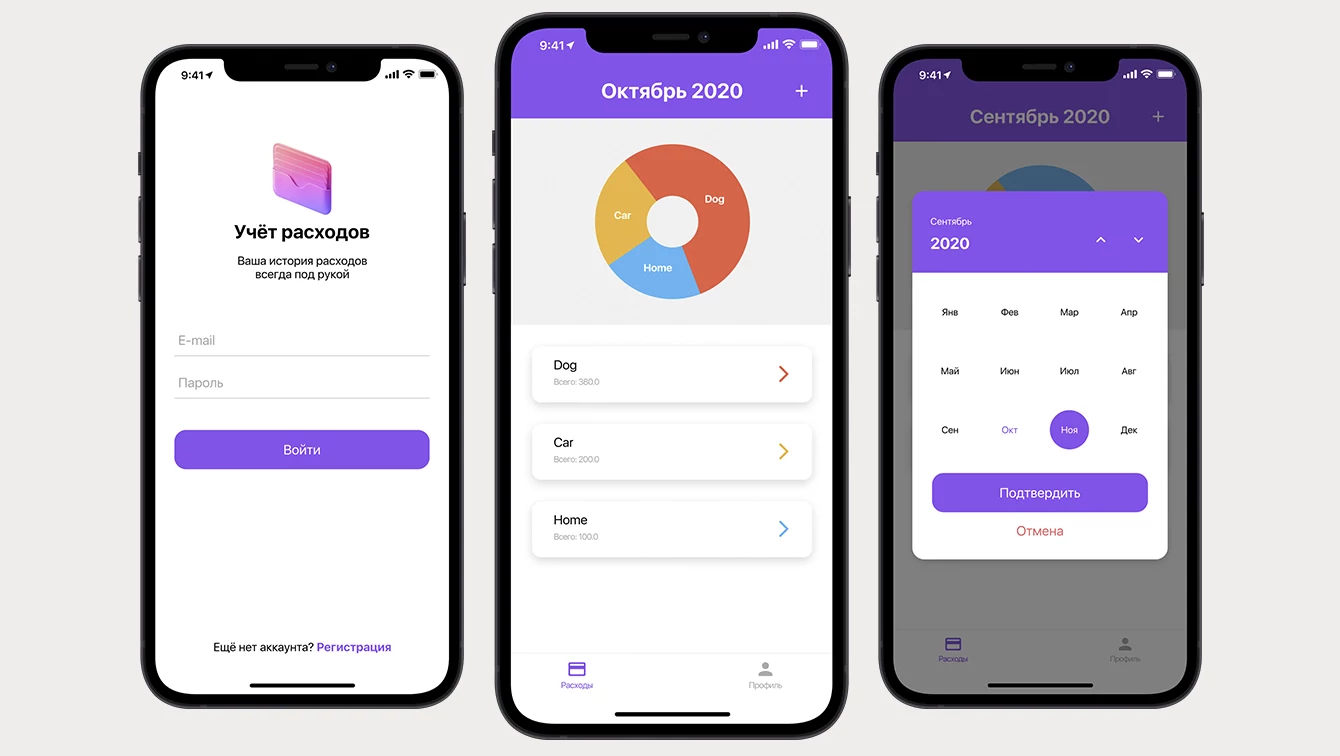 9:41
Учёт расходов
Ваша история расходов
всегда под рукой
E-mail
Пароль
Войти
Ещё нет аккаунта? Регистрация
9:41
Октябрь 2020
+
Dog
Car
Home
Dog
Всего: 380.0
Car
Всего: 200.0
Home
Всего: 100.0
Расходы
Профиль
9:41
Сентябрь 2020
+
Сентябрь
2020
Янв Фев Мар Апр
Май Июн Июл Авг
Сен Окт Ноя Дек
Подтвердить
Отмена
Расходы
Профиль